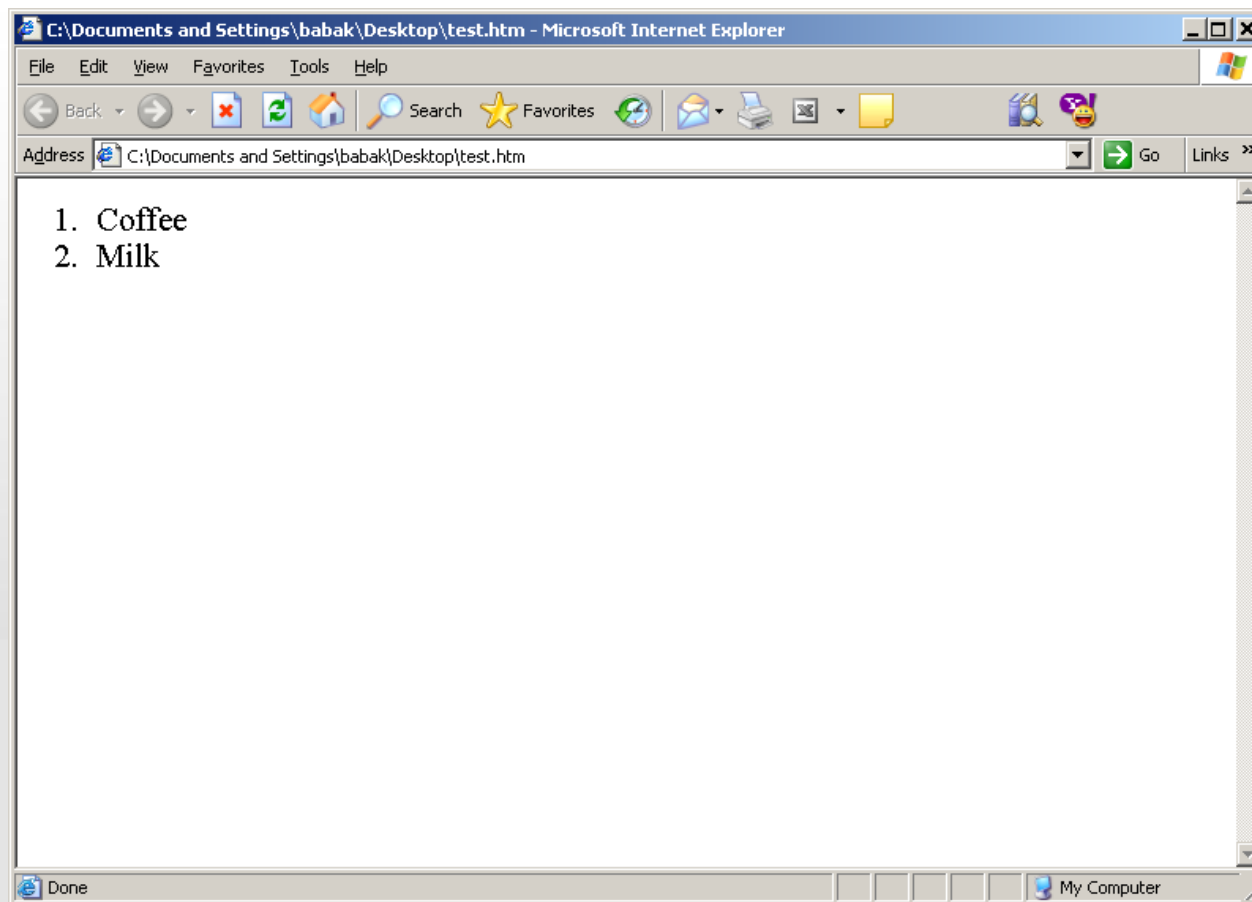 C:\Documents and Settings\babak\Desktop\test.htm - Microsoft Internet Explorer
File Edit View Favorites Tools Help
Back Search Favorites
Address C:\Documents and Settings\babak\Desktop\test.htm Go Links »
1. Coffee
2. Milk
Done My Computer